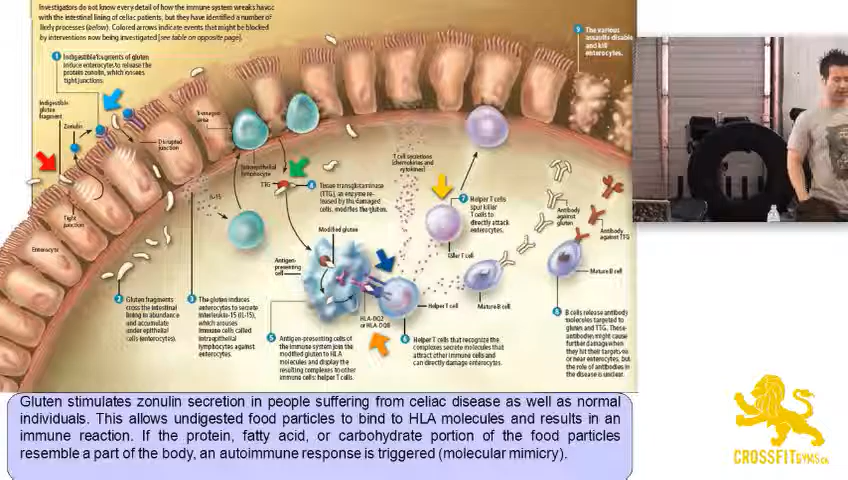 Investigators do not know every detail of how the immune system wreaks havoc
with the intestinal lining of celiac patients, but they have identified a number of
likely processes (below). Colored arrows indicate events that might be blocked
by interventions now being investigated [see table on opposite page].
1 Indigestible fragments of gluten
induce enterocytes to release the
protein zonulin, which loosens
tight junctions.
Indigestible
gluten
fragment
Zonulin
Disrupted
junction
Tight
junction
Enterocyte
Damaged
area
Intraepithelial
lymphocyte
IL-15
TTG
4 Tissue transglutaminase
(TTG), an enzyme re-
leased by the damaged
cells, modifies the gluten.
Modified gluten
Antigen-
presenting
cell
T cell secretions
(chemokines and
cytokines)
7 Helper T cells
spur killer
T cells to
directly attack
enterocytes.
Killer T cell
9 The various
assaults disable
and kill
enterocytes.
Antibody
against
gluten
Antibody
against TTG
Mature B cell
Mature B cell
Helper T cell
HLA-DQ2
or HLA-DQ8
2 Gluten fragments
cross the intestinal
lining in abundance
and accumulate
under epithelial
cells (enterocytes).
3 The gluten induces
enterocytes to secrete
interleukin-15 (IL-15),
which arouses
immune cells called
intraepithelial
lymphocytes against
enterocytes.
5 Antigen-presenting cells of
the immune system join the
modified gluten to HLA
molecules and display the
resulting complexes to other
immune cells: helper T cells.
6 Helper T cells that recognize the
complexes secrete molecules that
attract other immune cells and
can directly damage enterocytes.
8 B cells release antibody
molecules targeted to
gluten and TTG. Those
antibodies might cause
further damage when
they hit their targets on
or near enterocytes, but
the role of antibodies in
the disease is unclear.
Gluten stimulates zonulin secretion in people suffering from celiac disease as well as normal
individuals. This allows undigested food particles to bind to HLA molecules and results in an
immune reaction. If the protein, fatty acid, or carbohydrate portion of the food particles
resemble a part of the body, an autoimmune response is triggered (molecular mimicry).
CROSSFITGYMS.CA